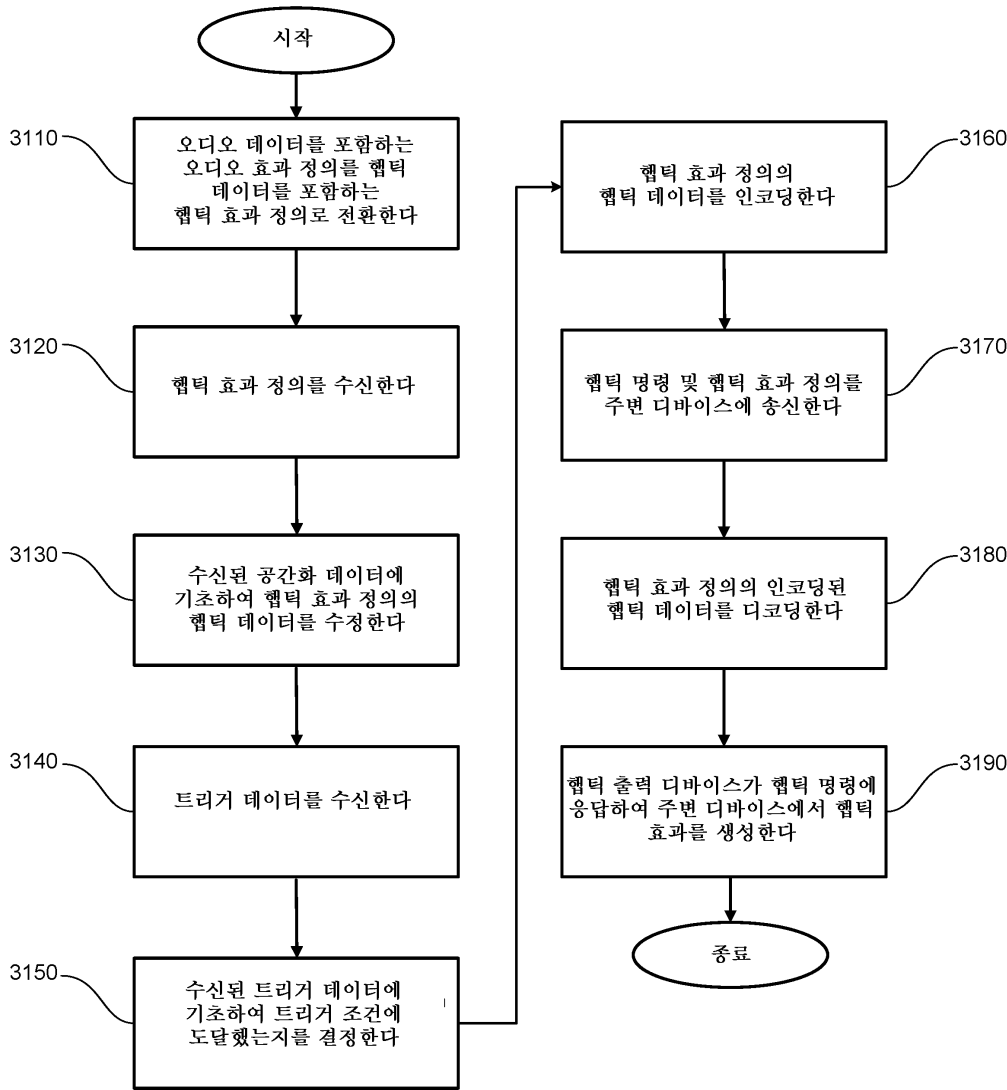 시작
3110
오디오 데이터를 포함하는
오디오 효과 정의를 햅틱
데이터를 포함하는
햅틱 효과 정의로 전환한다
3120
햅틱 효과 정의를 수신한다
3130
수신된 공간화 데이터에
기초하여 햅틱 효과 정의의
햅틱 데이터를 수정한다
3140
트리거 데이터를 수신한다
3150
수신된 트리거 데이터에
기초하여 트리거 조건에
도달했는지를 결정한다
3160
햅틱 효과 정의의
햅틱 데이터를 인코딩한다
3170
햅틱 명령 및 햅틱 효과 정의를
주변 디바이스에 송신한다
3180
햅틱 효과 정의의 인코딩된
햅틱 데이터를 디코딩한다
3190
햅틱 출력 디바이스가 햅틱 명령에
응답하여 주변 디바이스에서 햅틱
효과를 생성한다
종료